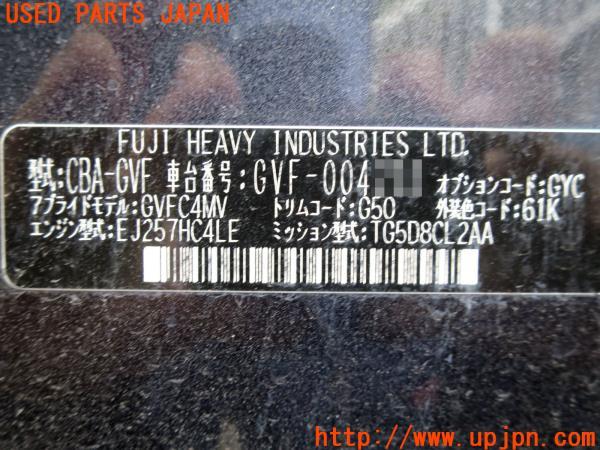 USED PARTS JAPAN
FUJI HEAVY INDUSTRIES LTD.
型式:CBA-GVF 車台番号:GVF-004 オプションコード:GYC
アプライドモデル:GVFC4MV トリムコード:G50 外装色コード:61K
エンジン型式:EJ257HC4LE ミッション型式:TG5D8CL2AA
http://www.upjpn.com/